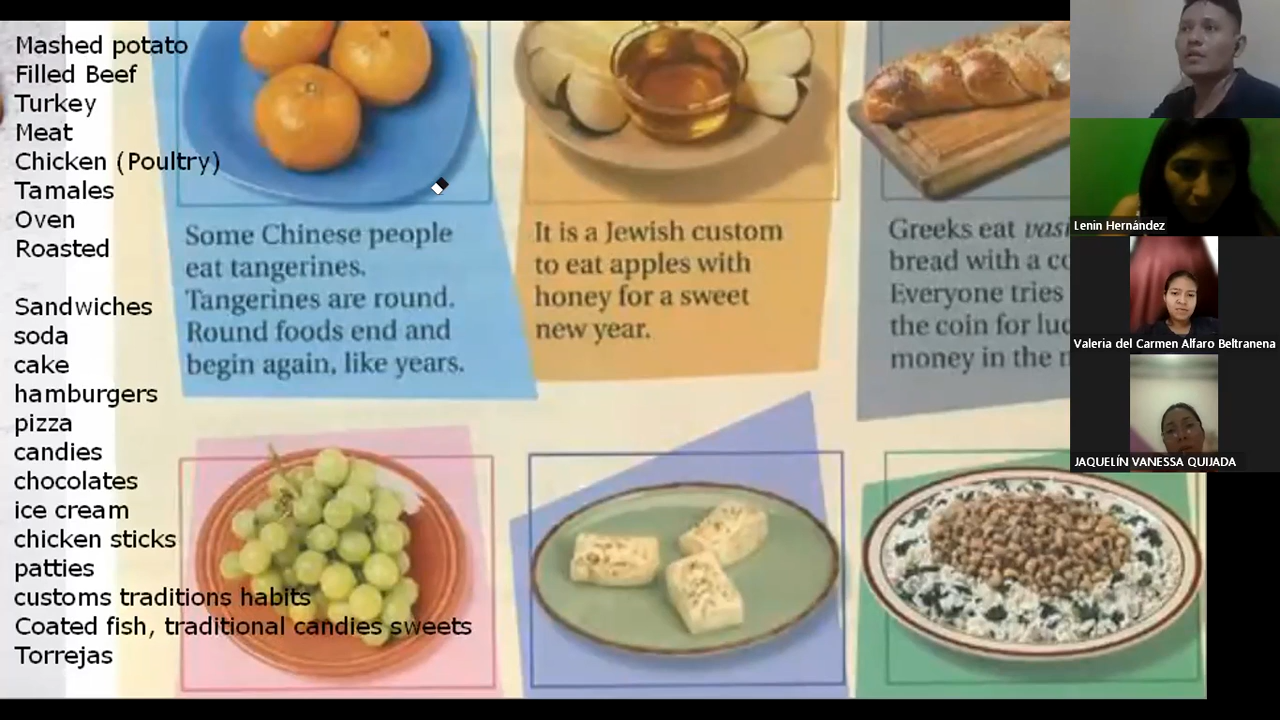 Mashed potato
Filled Beef
Turkey
Meat
Chicken (Poultry)
Tamales
Oven
Roasted
Sandwiches
soda
cake
hamburgers
pizza
candies
chocolates
ice cream
chicken sticks
patties
customs traditions habits
Coated fish, traditional candies sweets
Torrejas
Some Chinese people
eat tangerines.
Tangerines are round.
Round foods end and
begin again, like years.
It is a Jewish custom
to eat apples with
honey for a sweet
new year.
Greeks eat
bread with a
Everyone tries
the coin for
money in the
Lenin Hernández
Valeria del Carmen Alfaro Beltranena
JAQUELÍN VANESSA QUIJADA